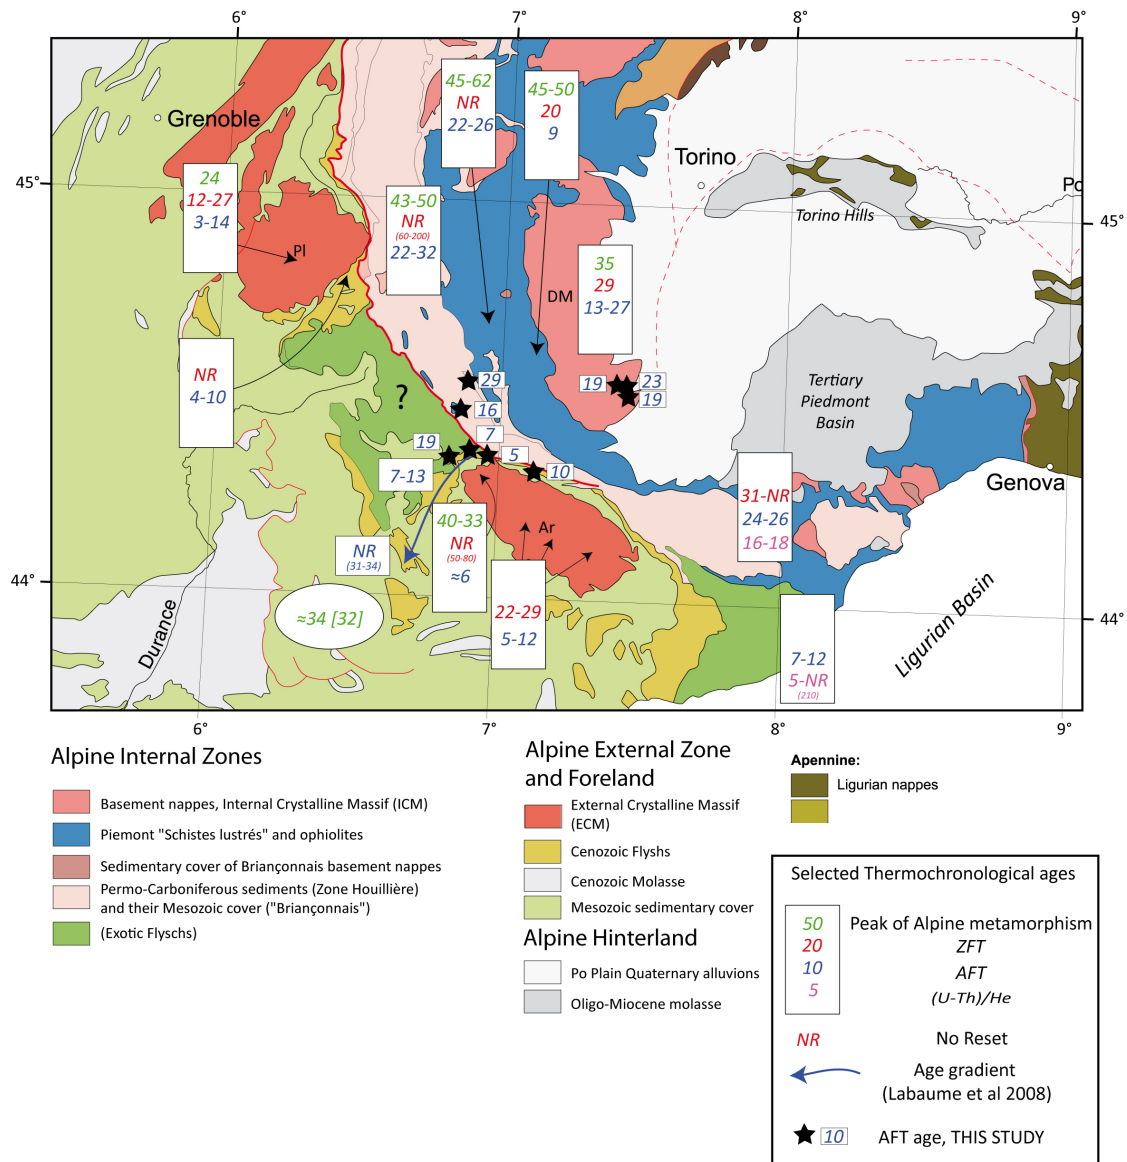 6°
7°
8°
9°
45-62
NR
22-26
45-50
20
9
Grenoble
Torino
45°
24
12-27
3-14
Po
43-50
NR
(60-200)
22-32
Torino Hills
45°
Pl
35
29
13-27
DM
NR
4-10
?
29
19
23
19
Tertiary
Piedmont
Basin
16
7
19
5
10
7-13
Genova
31-NR
24-26
16-18
40-33
NR
(50-80)
≈6
Ar
NR
(31-34)
44°
≈34 [32]
22-29
5-12
44°
Durance
Ligurian Basin
7-12
5-NR
(210)
6°
7°
8°
9°
Alpine Internal Zones
Basement nappes, Internal Crystalline Massif (ICM)
Piemont "Schistes lustrés" and ophiolites
Sedimentary cover of Briançonnais basement nappes
Permo-Carboniferous sediments (Zone Houillière)
and their Mesozoic cover ("Briançonnais")
(Exotic Flyschs)
Alpine External Zone
and Foreland
External Crystalline Massif
(ECM)
Cenozoic Flyshs
Cenozoic Molasse
Mesozoic sedimentary cover
Alpine Hinterland
Po Plain Quaternary alluvions
Oligo-Miocene molasse
Apennine:
Ligurian nappes
Selected Thermochronological ages
50 Peak of Alpine metamorphism
20 ZFT
10 AFT
5 (U-Th)/He
NR No Reset
Age gradient
(Labaume et al 2008)
10 AFT age, THIS STUDY